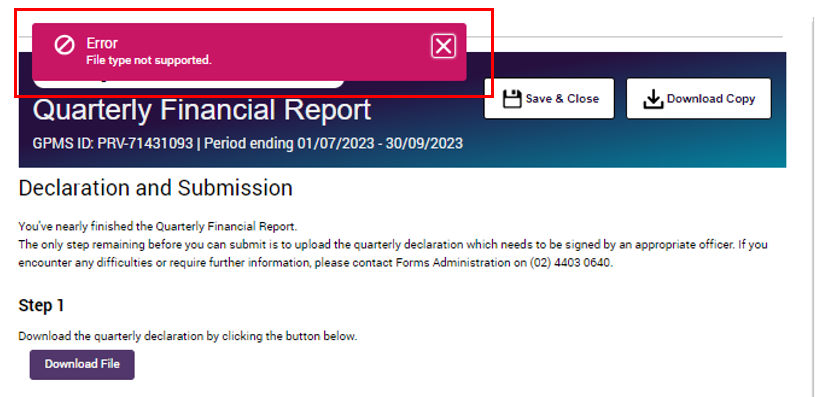 Error
File type not supported.
Quarterly Financial Report
Save & Close
Download Copy
GPMS ID: PRV-71431093 | Period ending 01/07/2023 - 30/09/2023
Declaration and Submission
You've nearly finished the Quarterly Financial Report.
The only step remaining before you can submit is to upload the quarterly declaration which needs to be signed by an appropriate officer. If you
encounter any difficulties or require further information, please contact Forms Administration on (02) 4403 0640.
Step 1
Download the quarterly declaration by clicking the button below.
Download File